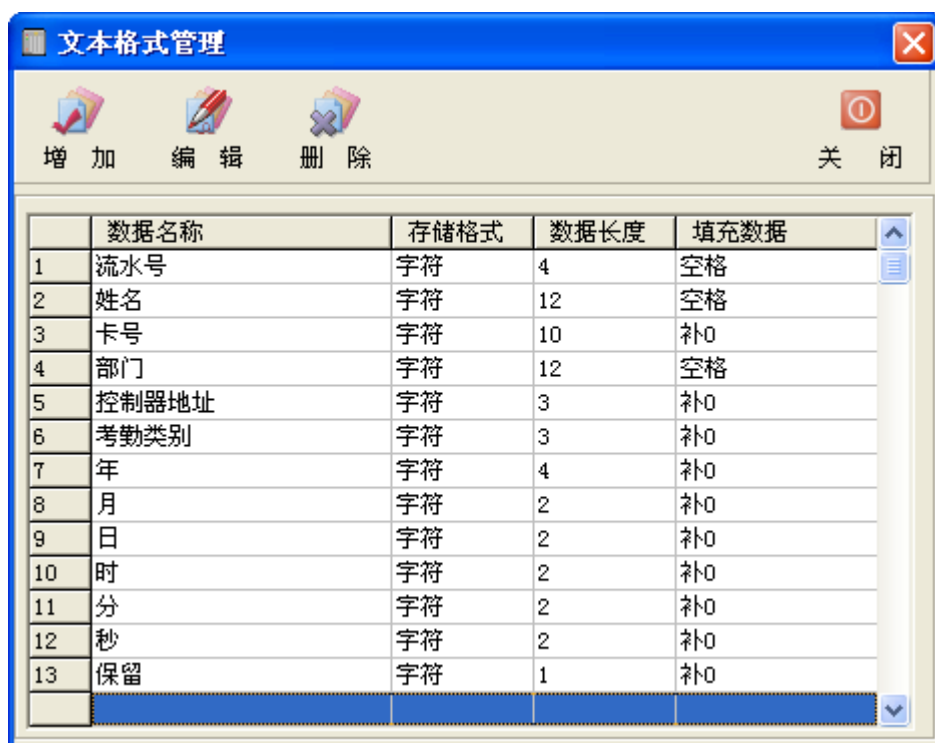 文本格式管理
增 加 编 辑 删 除 关 闭
数据名称 存储格式 数据长度 填充数据
1 流水号 字符 4 空格
2 姓名 字符 12 空格
3 卡号 字符 10 补0
4 部门 字符 12 空格
5 控制器地址 字符 3 补0
6 考勤类别 字符 3 补0
7 年 字符 4 补0
8 月 字符 2 补0
9 日 字符 2 补0
10 时 字符 2 补0
11 分 字符 2 补0
12 秒 字符 2 补0
13 保留 字符 1 补0